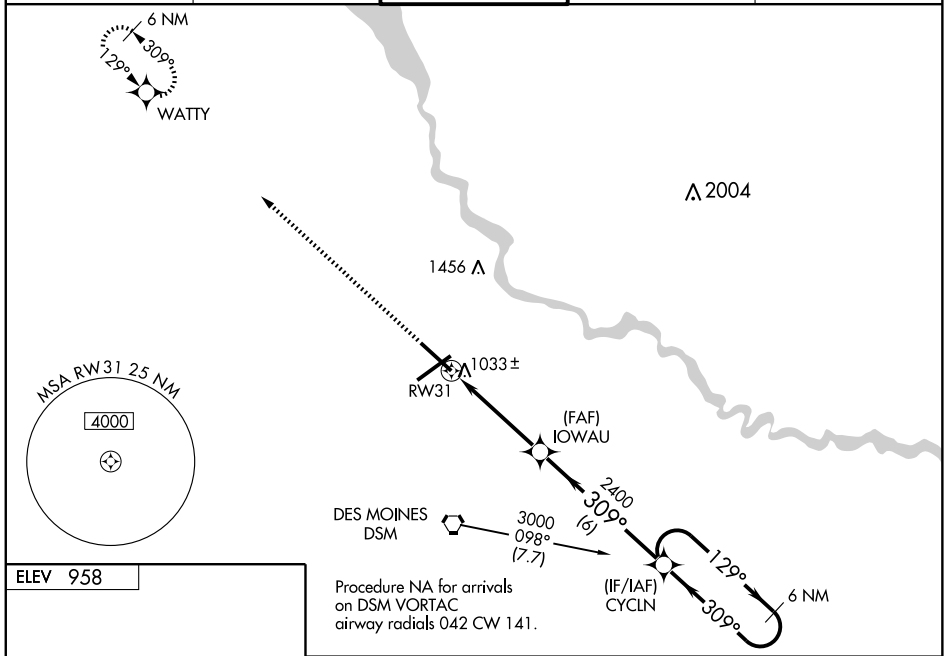 6 NM
309°
129°
WATTY
2004
1456
1033±
RW31
MSA RW31 25 NM
4000
(FAF)
IOWAU
2400
309°
(6)
DES MOINES
DSM
3000
098°
(7.7)
129°
6 NM
309°
(IF/IAF)
CYCLN
ELEV 958
Procedure NA for arrivals
on DSM VORTAC
airway radials 042 CW 141.